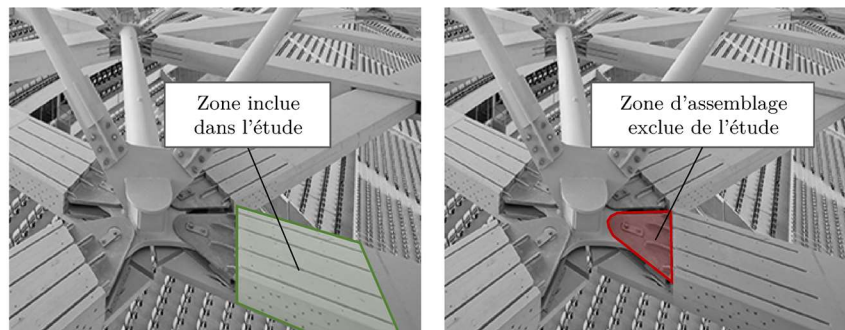 Zone inclue
dans l'étude
Zone d'assemblage
exclue de l'étude